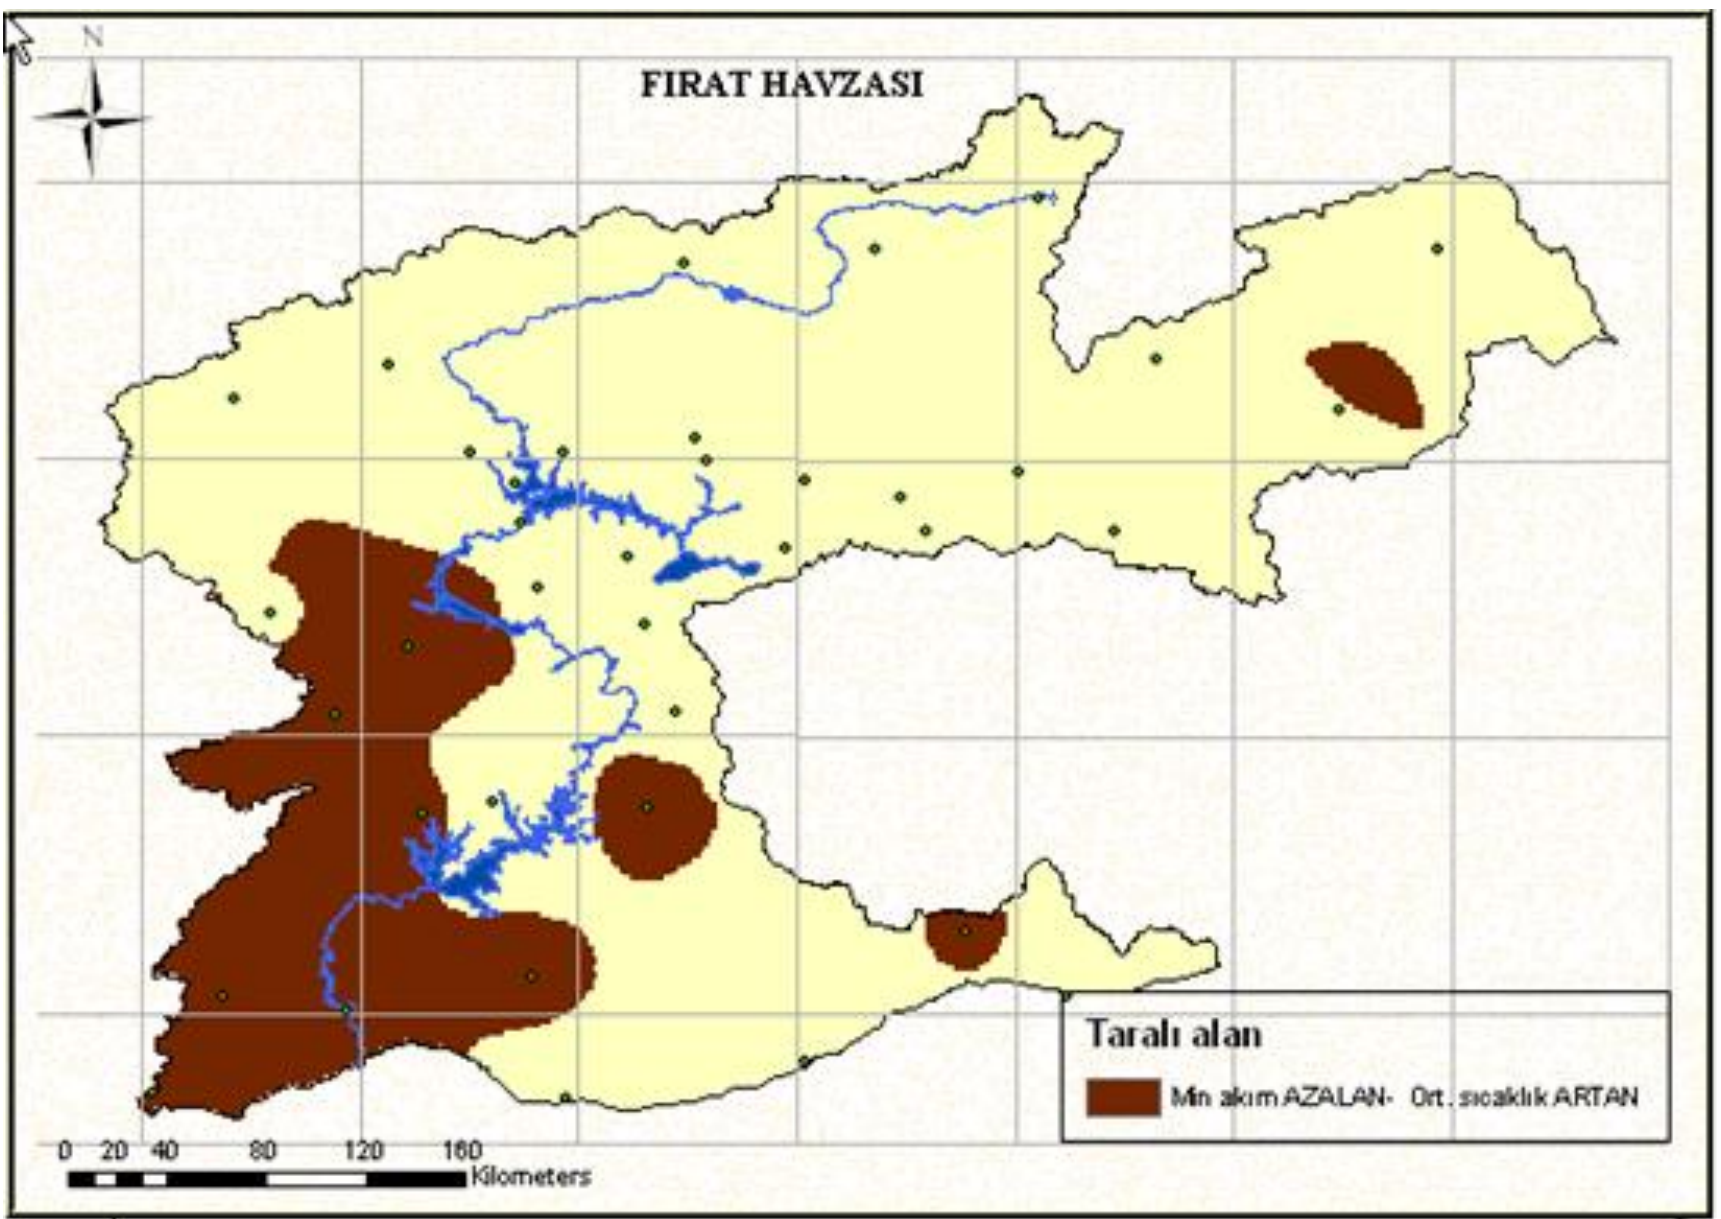 N
FIRAT HAVZASI
Taralı alan
Min akım AZALAN- Ort. sıcaklık ARTAN
0 20 40 80 120 160
Kilometers